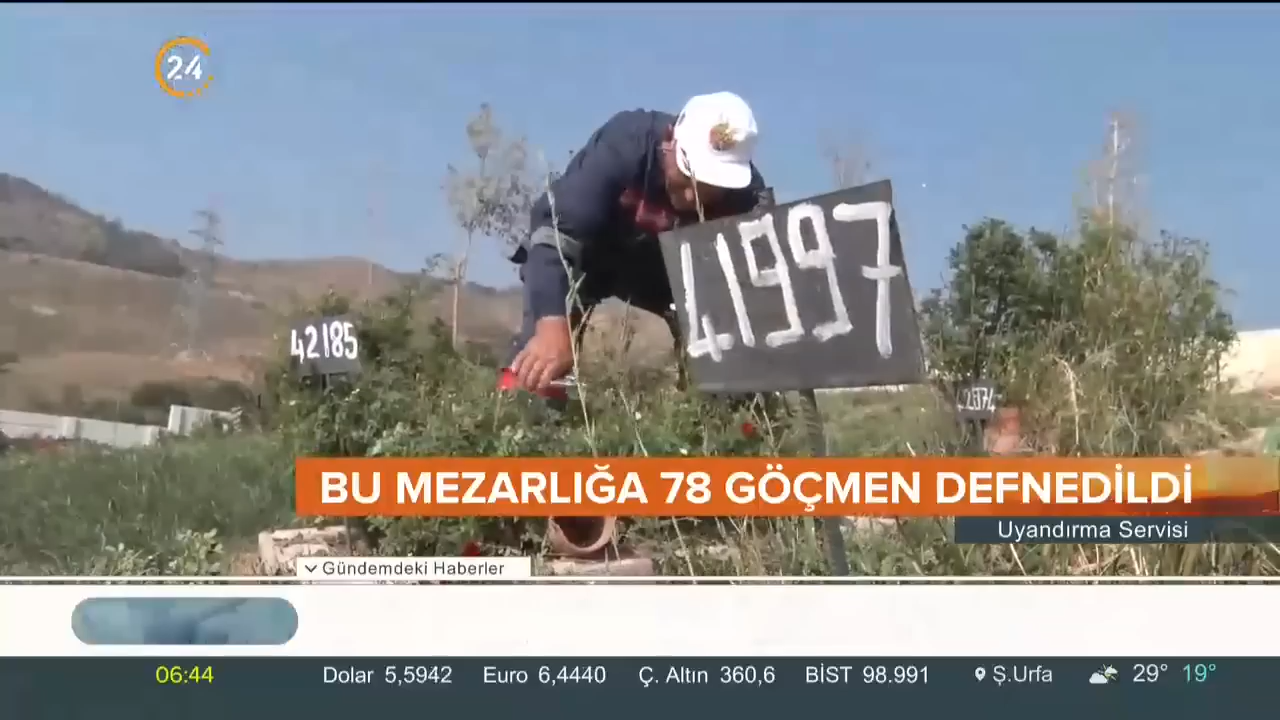 24
41997
42185
BU MEZARLIĞA 78 GÖÇMEN DEFNEDİLDİ
Uyandırma Servisi
Gündemdeki Haberler
06:44 Dolar 5,5942 Euro 6,4440 Ç. Altın 360,6 BİST 98.991 Ş.Urfa 29° 19°